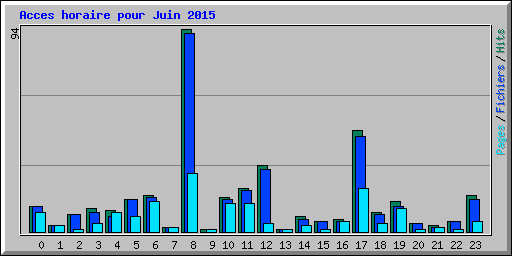 Acces horaire pour Juin 2015
94
Pages / Fichiers / Hits
0 1 2 3 4 5 6 7 8 9 10 11 12 13 14 15 16 17 18 19 20 21 22 23